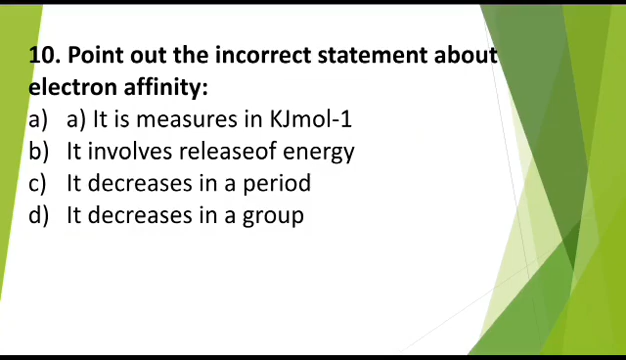 10. Point out the incorrect statement about
electron affinity:
a) a) It is measures in KJmol-1
b) It involves releaseof energy
c) It decreases in a period
d) It decreases in a group